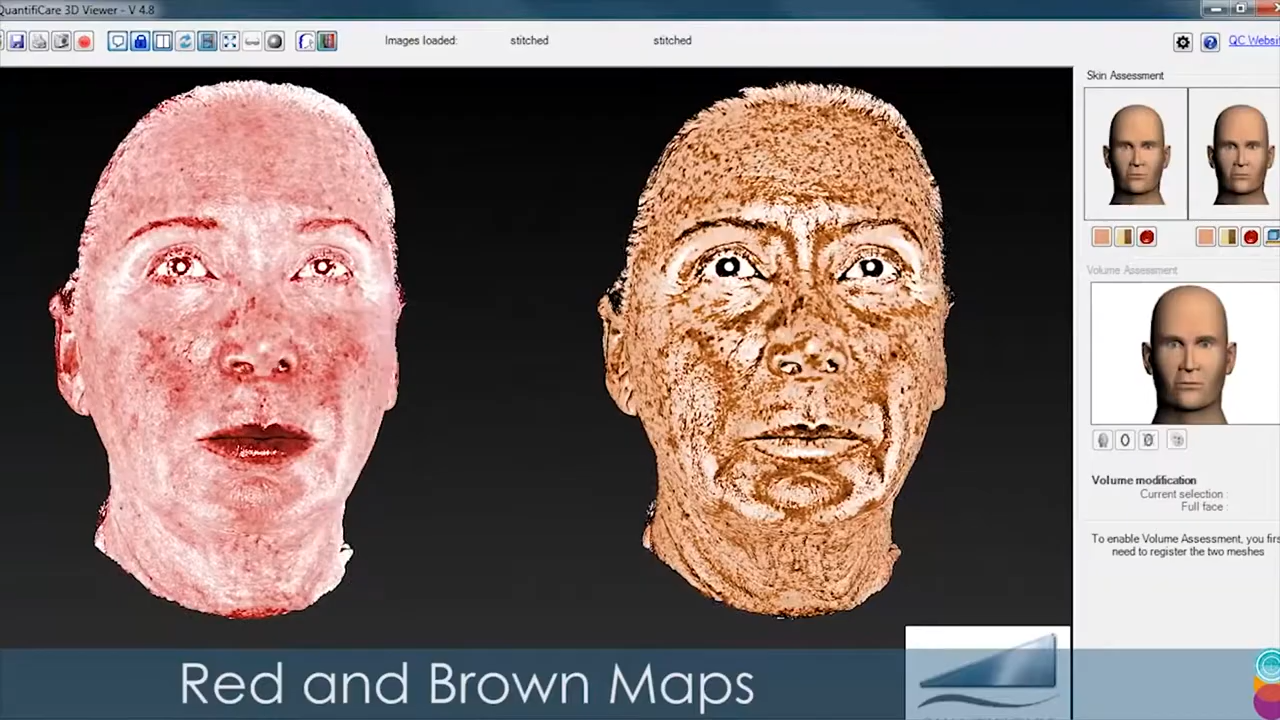 QuantifiCare 3D Viewer - V 4.8
Images loaded: stitched stitched
QC Websit
Skin Assessment
Volume Assessment
Volume modification
Current selection :
Full face :
To enable Volume Assessment, you firs
need to register the two meshes
Red and Brown Maps